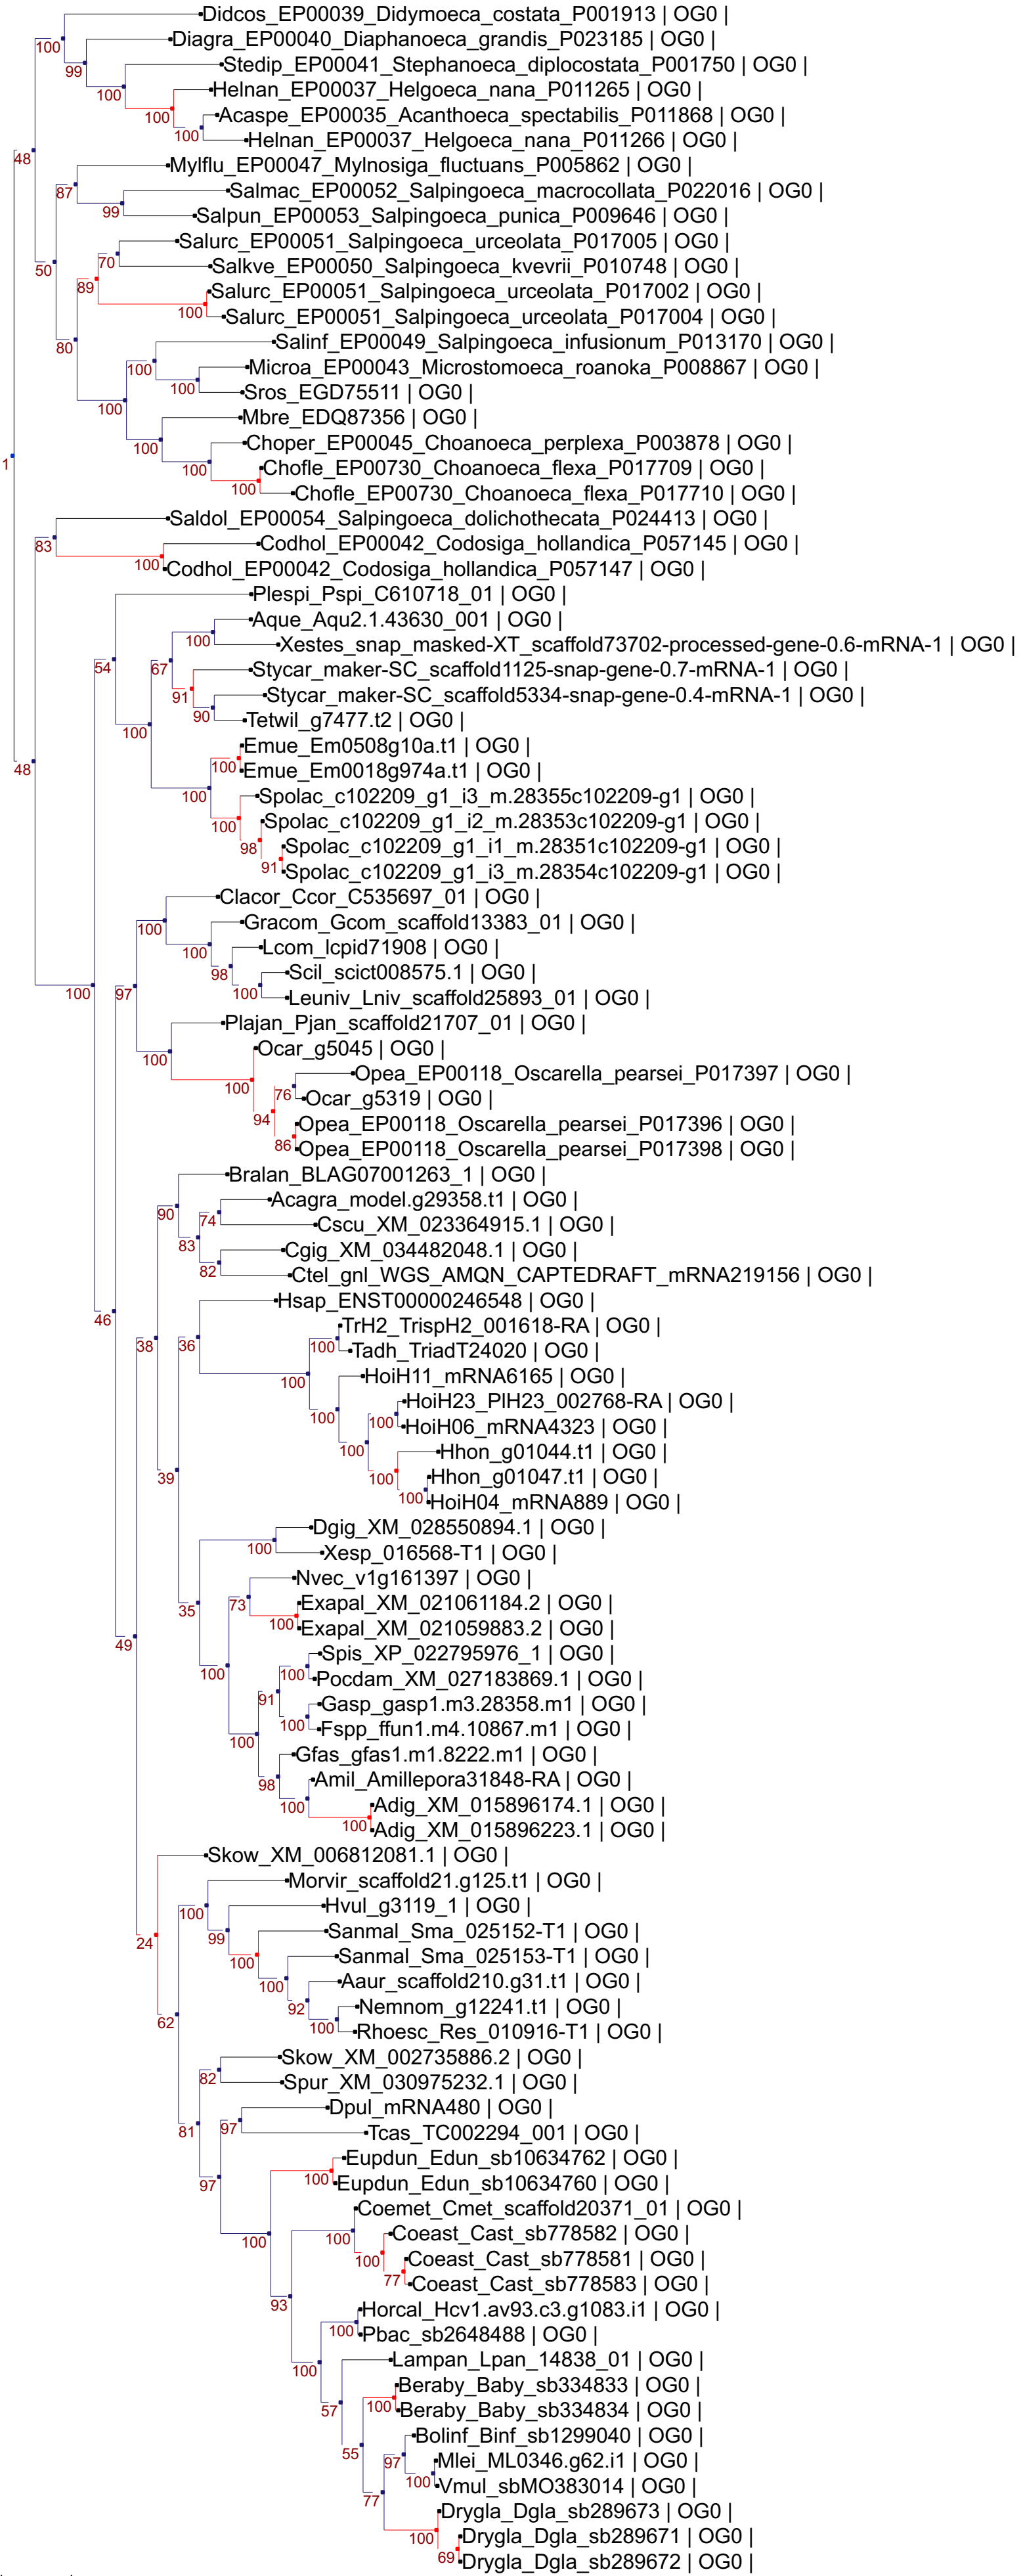 Didcos_EP00039_Didymoeca_costata_P001913 | OG0 |
100
Diagra_EP00040_Diaphanoeca_grandis_P023185 | OG0 |
99
Stedip_EP00041_Stephanoeca_diplocostata_P001750 | OG0 |
100
Helnan_EP00037_Helgoeca_nana_P011265 | OG0 |
100
Acaspe_EP00035_Acanthoeca_spectabilis_P011868 | OG0 |
100
Helnan_EP00037_Helgoeca_nana_P011266 | OG0 |
48
Mylflu_EP00047_Mylnosiga_fluctuans_P005862 | OG0 |
87
Salmac_EP00052_Salpingoeca_macrocollata_P022016 | OG0 |
99
Salpun_EP00053_Salpingoeca_punica_P009646 | OG0 |
Salurc_EP00051_Salpingoeca_urceolata_P017005 | OG0 |
70
50
Salkve_EP00050_Salpingoeca_kvevrii_P010748 | OG0 |
89
Salurc_EP00051_Salpingoeca_urceolata_P017002 | OG0 |
100
Salurc_EP00051_Salpingoeca_urceolata_P017004 | OG0 |
80
Salinf_EP00049_Salpingoeca_infusionum_P013170 | OG0 |
100
Microa_EP00043_Microstomoeca_roanoka_P008867 | OG0 |
100
Sros_EGD75511 | OG0 |
100
Mbre_EDQ87356 | OG0 |
100
Choper_EP00045_Choanoeca_perplexa_P003878 | OG0 |
1
100
Chofle_EP00730_Choanoeca_flexa_P017709 | OG0 |
100
Chofle_EP00730_Choanoeca_flexa_P017710 | OG0 |
Saldol_EP00054_Salpingoeca_dolichothecata_P024413 | OG0 |
83
Codhol_EP00042_Codosiga_hollandica_P057145 | OG0 |
100
Codhol_EP00042_Codosiga_hollandica_P057147 | OG0 |
Plespi_Pspi_C610718_01 | OG0 |
Aque_Aqu2.1.43630_001 | OG0 |
100
Xestes_snap_masked-XT_scaffold73702-processed-gene-0.6-mRNA-1 | OG0 |
54
67
Stycar_maker-SC_scaffold1125-snap-gene-0.7-mRNA-1 | OG0 |
91
Stycar_maker-SC_scaffold5334-snap-gene-0.4-mRNA-1 | OG0 |
90
Tetwil_g7477.t2 | OG0 |
100
Emue_Em0508g10a.t1 | OG0 |
48
100
Emue_Em0018g974a.t1 | OG0 |
100
Spolac_c102209_g1_i3_m.28355c102209-g1 | OG0 |
100
Spolac_c102209_g1_i2_m.28353c102209-g1 | OG0 |
98
Spolac_c102209_g1_i1_m.28351c102209-g1 | OG0 |
91
Spolac_c102209_g1_i3_m.28354c102209-g1 | OG0 |
Clacor_Ccor_C535697_01 | OG0 |
100
Gracom_Gcom_scaffold13383_01 | OG0 |
100
Lcom_lcpid71908 | OG0 |
98
Scil_scict008575.1 | OG0 |
100
97
100
Leuniv_Lniv_scaffold25893_01 | OG0 |
Plajan_Pjan_scaffold21707_01 | OG0 |
100
Ocar_g5045 | OG0 |
Opea_EP00118_Oscarella_pearsei_P017397 | OG0 |
100
76
Ocar_g5319 | OG0 |
94
Opea_EP00118_Oscarella_pearsei_P017396 | OG0 |
86
Opea_EP00118_Oscarella_pearsei_P017398 | OG0 |
Bralan_BLAG07001263_1 | OG0 |
Acagra_model.g29358.t1 | OG0 |
90
74
Cscu_XM_023364915.1 | OG0 |
83
Cgig_XM_034482048.1 | OG0 |
82
Ctel_gnl_WGS_AMQN_CAPTEDRAFT_mRNA219156 | OG0 |
Hsap_ENST00000246548 | OG0 |
46
TrH2_TrispH2_001618-RA | OG0 |
38
36
100
Tadh_TriadT24020 | OG0 |
HoiH11_mRNA6165 | OG0 |
100
HoiH23_PlH23_002768-RA | OG0 |
100
100
HoiH06_mRNA4323 | OG0 |
100
Hhon_g01044.t1 | OG0 |
39
100
Hhon_g01047.t1 | OG0 |
100
HoiH04_mRNA889 | OG0 |
Dgig_XM_028550894.1 | OG0 |
100
Xesp_016568-T1 | OG0 |
Nvec_v1g161397 | OG0 |
35
73
Exapal_XM_021061184.2 | OG0 |
100
Exapal_XM_021059883.2 | OG0 |
49
Spis_XP_022795976_1 | OG0 |
100
100
Pocdam_XM_027183869.1 | OG0 |
91
Gasp_gasp1.m3.28358.m1 | OG0 |
100
Fspp_ffun1.m4.10867.m1 | OG0 |
100
Gfas_gfas1.m1.8222.m1 | OG0 |
98
Amil_Amillepora31848-RA | OG0 |
100
Adig_XM_015896174.1 | OG0 |
100
Adig_XM_015896223.1 | OG0 |
Skow_XM_006812081.1 | OG0 |
Morvir_scaffold21.g125.t1 | OG0 |
100
Hvul_g3119_1 | OG0 |
24
99
Sanmal_Sma_025152-T1 | OG0 |
100
Sanmal_Sma_025153-T1 | OG0 |
100
Aaur_scaffold210.g31.t1 | OG0 |
92
Nemnom_g12241.t1 | OG0 |
62
100
Rhoesc_Res_010916-T1 | OG0 |
Skow_XM_002735886.2 | OG0 |
82
Spur_XM_030975232.1 | OG0 |
Dpul_mRNA480 | OG0 |
81
97
Tcas_TC002294_001 | OG0 |
Eupdun_Edun_sb10634762 | OG0 |
97
100
Eupdun_Edun_sb10634760 | OG0 |
Coemet_Cmet_scaffold20371_01 | OG0 |
100
100
Coeast_Cast_sb778582 | OG0 |
100
Coeast_Cast_sb778581 | OG0 |
77
Coeast_Cast_sb778583 | OG0 |
93
Horcal_Hcv1.av93.c3.g1083.i1 | OG0 |
100
Pbac_sb2648488 | OG0 |
Lampan_Lpan_14838_01 | OG0 |
100
Beraby_Baby_sb334833 | OG0 |
57
100
Beraby_Baby_sb334834 | OG0 |
Bolinf_Binf_sb1299040 | OG0 |
55
97
Mlei_ML0346.g62.i1 | OG0 |
100
Vmul_sbMO383014 | OG0 |
77
Drygla_Dgla_sb289673 | OG0 |
100
Drygla_Dgla_sb289671 | OG0 |
69
Drygla_Dgla_sb289672 | OG0 |